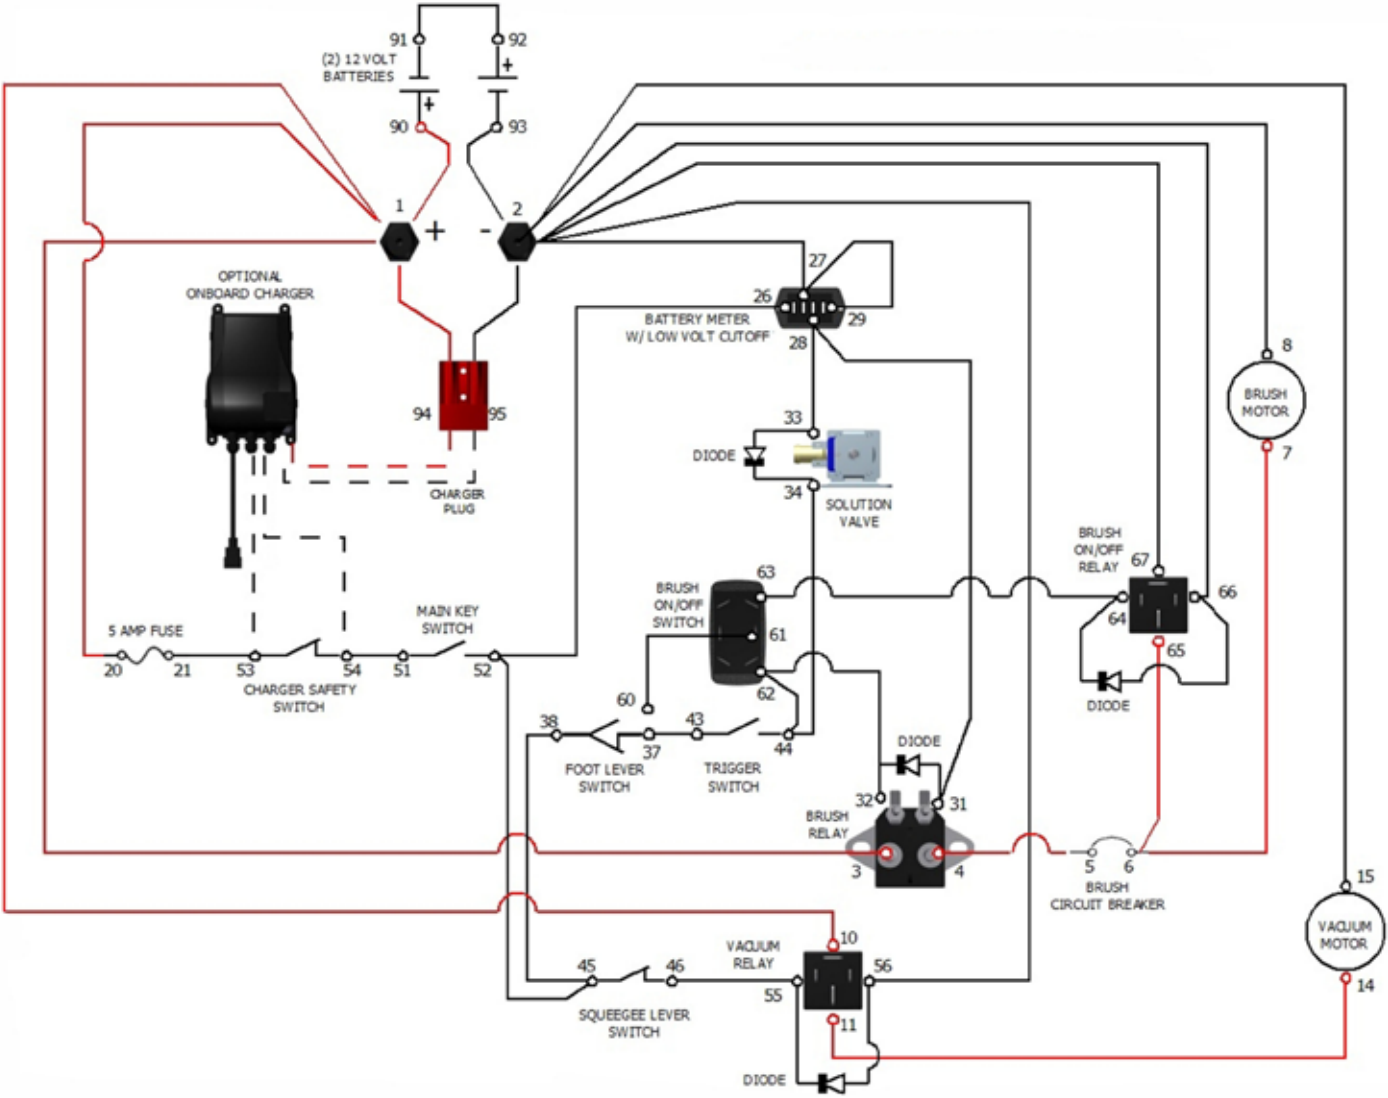 91
92
(2) 12 VOLT
BATTERIES
+
+
90
93
1
+
2
-
OPTIONAL
ONBOARD CHARGER
27
26
29
BATTERY METER
W/ LOW VOLT CUTOFF
28
8
BRUSH
MOTOR
7
94
95
33
DIODE
34
SOLUTION
VALVE
CHARGER
PLUG
BRUSH
ON/OFF
RELAY
67
66
64
65
DIODE
63
BRUSH
ON/OFF
SWITCH
61
62
MAIN KEY
SWITCH
5 AMP FUSE
20
21
53
54
51
52
CHARGER SAFETY
SWITCH
60
38
43
37
44
FOOT LEVER
SWITCH
TRIGGER
SWITCH
DIODE
32
31
BRUSH
RELAY
3
4
5
6
BRUSH
CIRCUIT BREAKER
15
VACUUM
MOTOR
14
10
VACUUM
RELAY
45
46
55
56
11
SQUEEGEE LEVER
SWITCH
DIODE